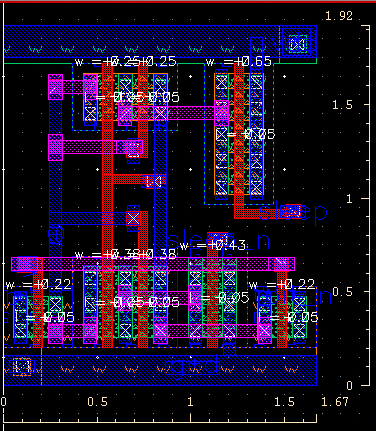 1.92
w =+0.25+0.25 w =+0.65
1.5
l =+0.05+0.05
l =+0.05
1
w =+0.38+0.38 w =+0.43
w =+0.22 w =+0.22
0.5
l =+0.05 l =+0.05+0.05 l =+0.05 l =+0.05
0
0 0.5 1 1.5 1.67